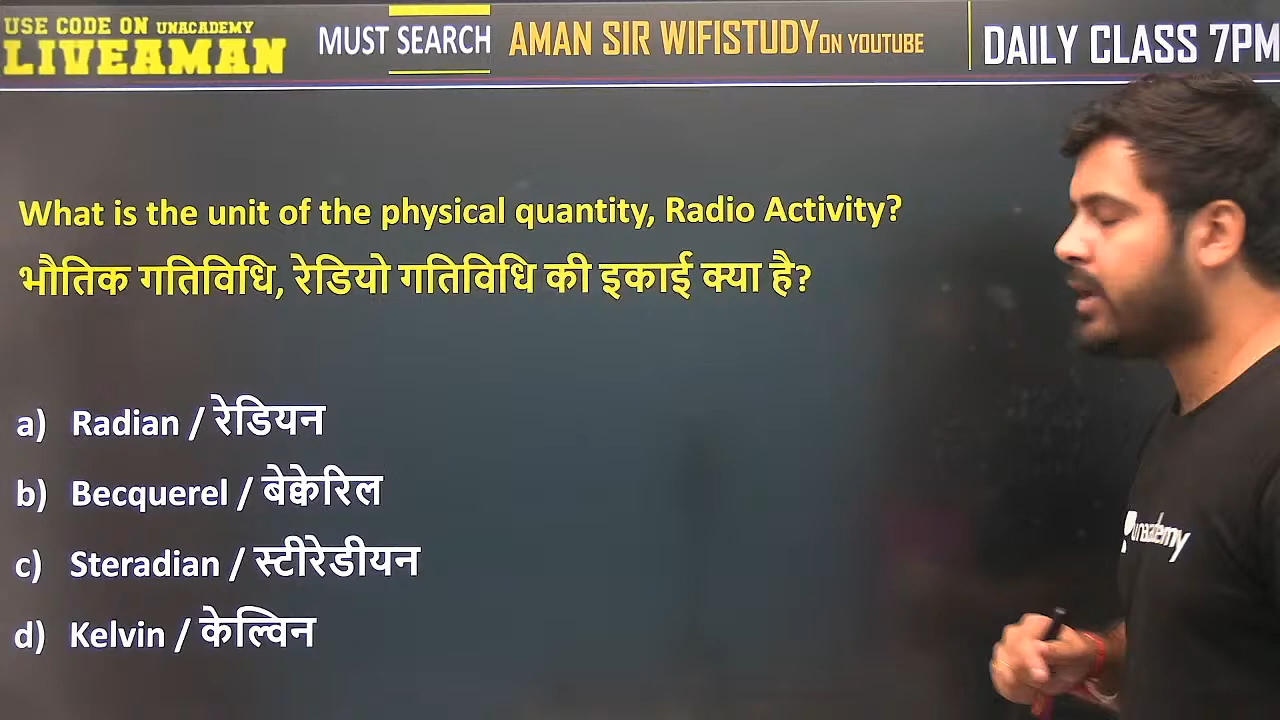 USE CODE ON UNACADEMY
LIVEAMAN
MUST SEARCH
AMAN SIR WIFISTUDY ON YOUTUBE
DAILY CLASS 7PM
What is the unit of the physical quantity, Radio Activity?
भौतिक गतिविधि, रेडियो गतिविधि की इकाई क्या है?
a) Radian / रेडियन
b) Becquerel / बेक्वेरिल
c) Steradian / स्टीरेडीयन
d) Kelvin / केल्विन
unacademy